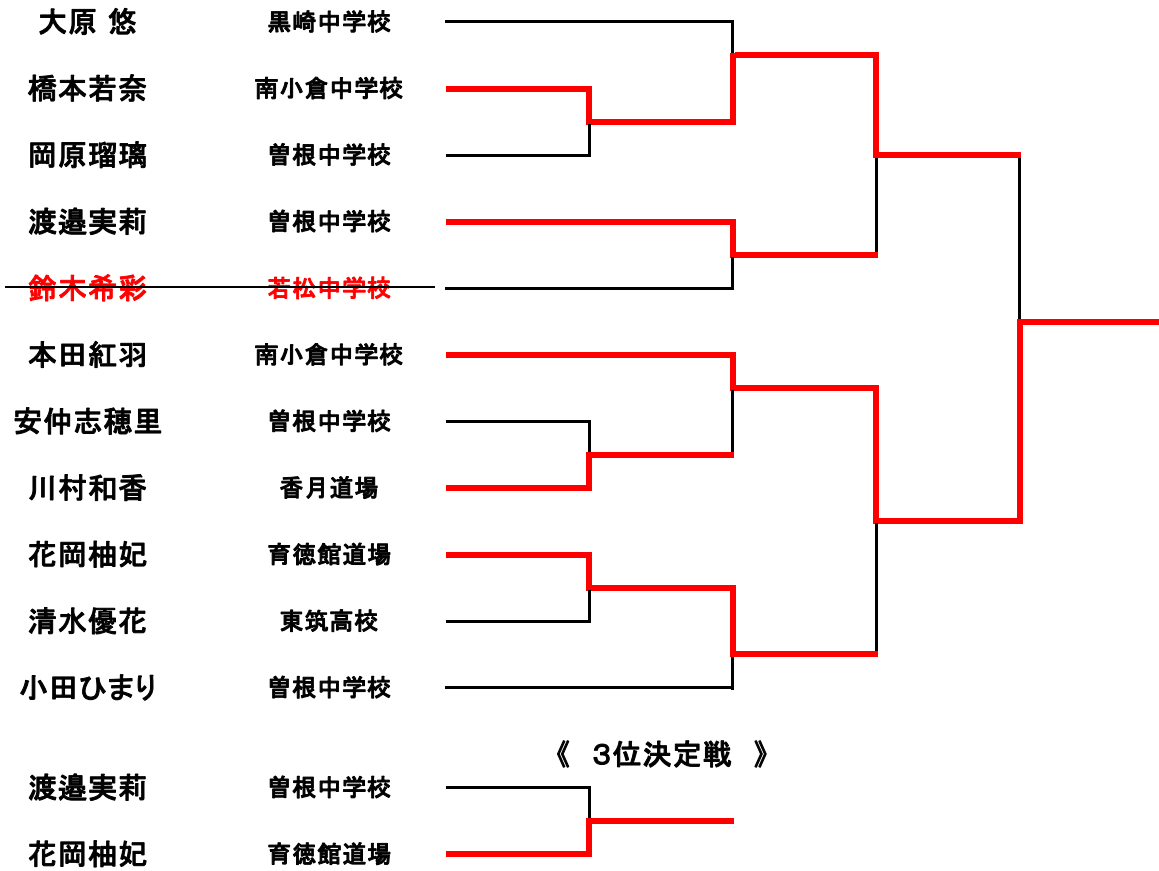 大原 悠 黒崎中学校
橋本若奈 南小倉中学校
岡原瑠璃 曽根中学校
渡邉実莉 曽根中学校
鈴木希彩 若松中学校
本田紅羽 南小倉中学校
安仲志穂里 曽根中学校
川村和香 香月道場
花岡柚妃 育徳館道場
清水優花 東筑高校
小田ひまり 曽根中学校
《 3位決定戦 》
渡邉実莉 曽根中学校
花岡柚妃 育徳館道場